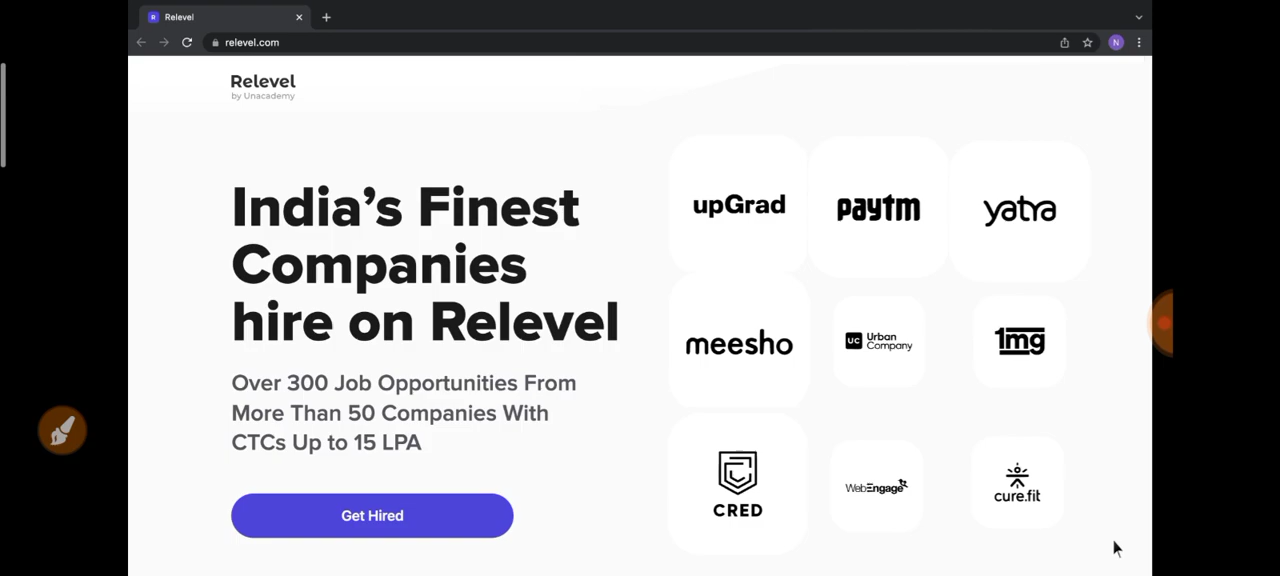 Relevel
relevel.com
N
Relevel
by Unacademy
India's Finest
Companies
hire on Relevel
Over 300 Job Opportunities From
More Than 50 Companies With
CTCs Up to 15 LPA
Get Hired
upGrad
paytm
yatra
meesho
UC Urban
Company
1mg
CRED
WebEngage
cure.fit